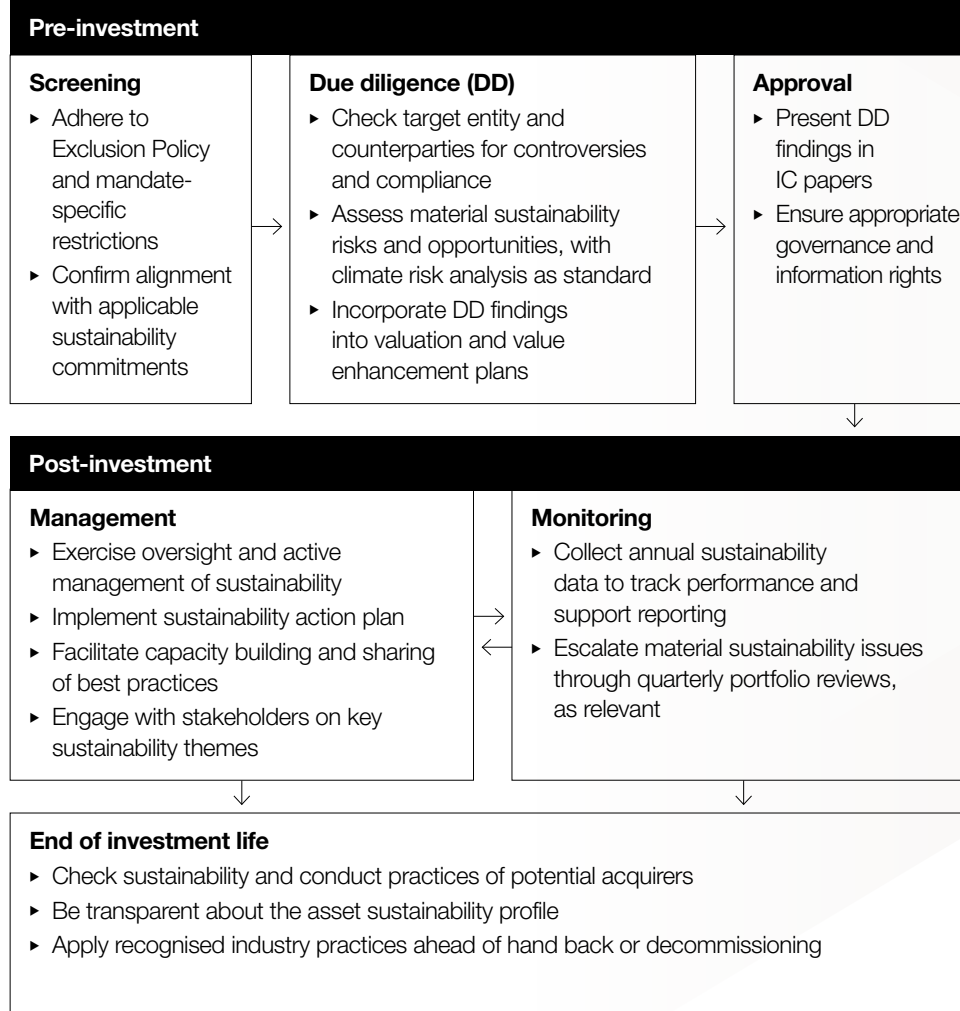 Pre-investment
Screening
▸ Adhere to
Exclusion Policy
and mandate-
specific
restrictions
▸ Confirm alignment
with applicable
sustainability
commitments
Due diligence (DD)
▸ Check target entity and
counterparties for controversies
and compliance
▸ Assess material sustainability
risks and opportunities, with
climate risk analysis as standard
▸ Incorporate DD findings
into valuation and value
enhancement plans
Approval
▸ Present DD
findings in
IC papers
▸ Ensure appropriate
governance and
information rights
Post-investment
Management
▸ Exercise oversight and active
management of sustainability
▸ Implement sustainability action plan
▸ Facilitate capacity building and sharing
of best practices
▸ Engage with stakeholders on key
sustainability themes
Monitoring
▸ Collect annual sustainability
data to track performance and
support reporting
▸ Escalate material sustainability issues
through quarterly portfolio reviews,
as relevant
End of investment life
▸ Check sustainability and conduct practices of potential acquirers
▸ Be transparent about the asset sustainability profile
▸ Apply recognised industry practices ahead of hand back or decommissioning